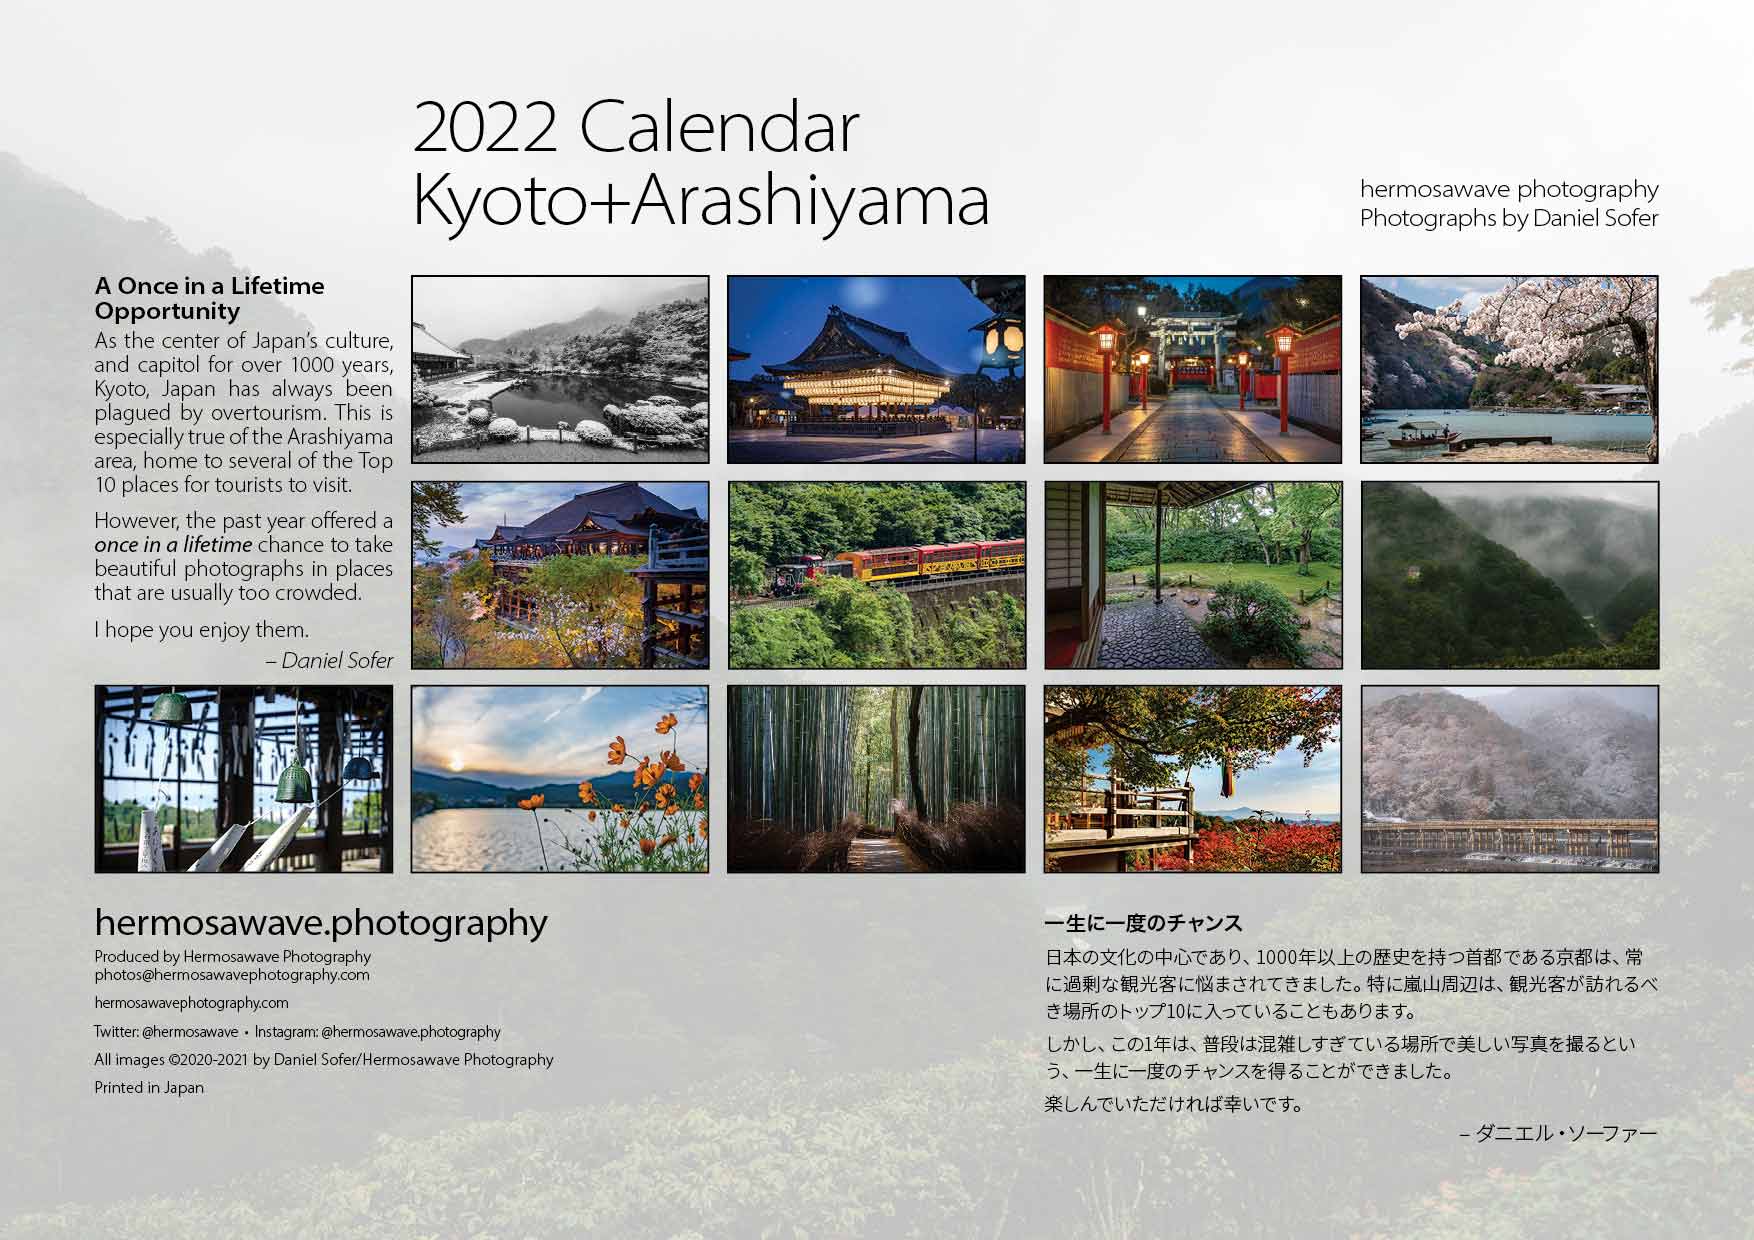 2022 Calendar
Kyoto+Arashiyama
hermosawave photography
Photographs by Daniel Sofer
A Once in a Lifetime
Opportunity
As the center of Japan's culture,
and capitol for over 1000 years,
Kyoto, Japan has always been
plagued by overtourism. This is
especially true of the Arashiyama
area, home to several of the Top
10 places for tourists to visit.
However, the past year offered a
once in a lifetime chance to take
beautiful photographs in places
that are usually too crowded.
I hope you enjoy them.
– Daniel Sofer
hermosawave.photography
Produced by Hermosawave Photography
photos@hermosawavephotography.com
hermosawavephotography.com
Twitter: @hermosawave • Instagram: @hermosawave.photography
All images ©2020-2021 by Daniel Sofer/Hermosawave Photography
Printed in Japan
一生に一度のチャンス
日本の文化の中心であり、1000年以上の歴史を持つ首都である京都は、常
に過剰な観光客に悩まされてきました。特に嵐山周辺は、観光客が訪れるべ
き場所のトップ10に入っていることもあります。
しかし、この1年は、普段は混雑しすぎている場所で美しい写真を撮るとい
う、一生に一度のチャンスを得ることができました。
楽しんでいただければ幸いです。
– ダニエル・ソーファー